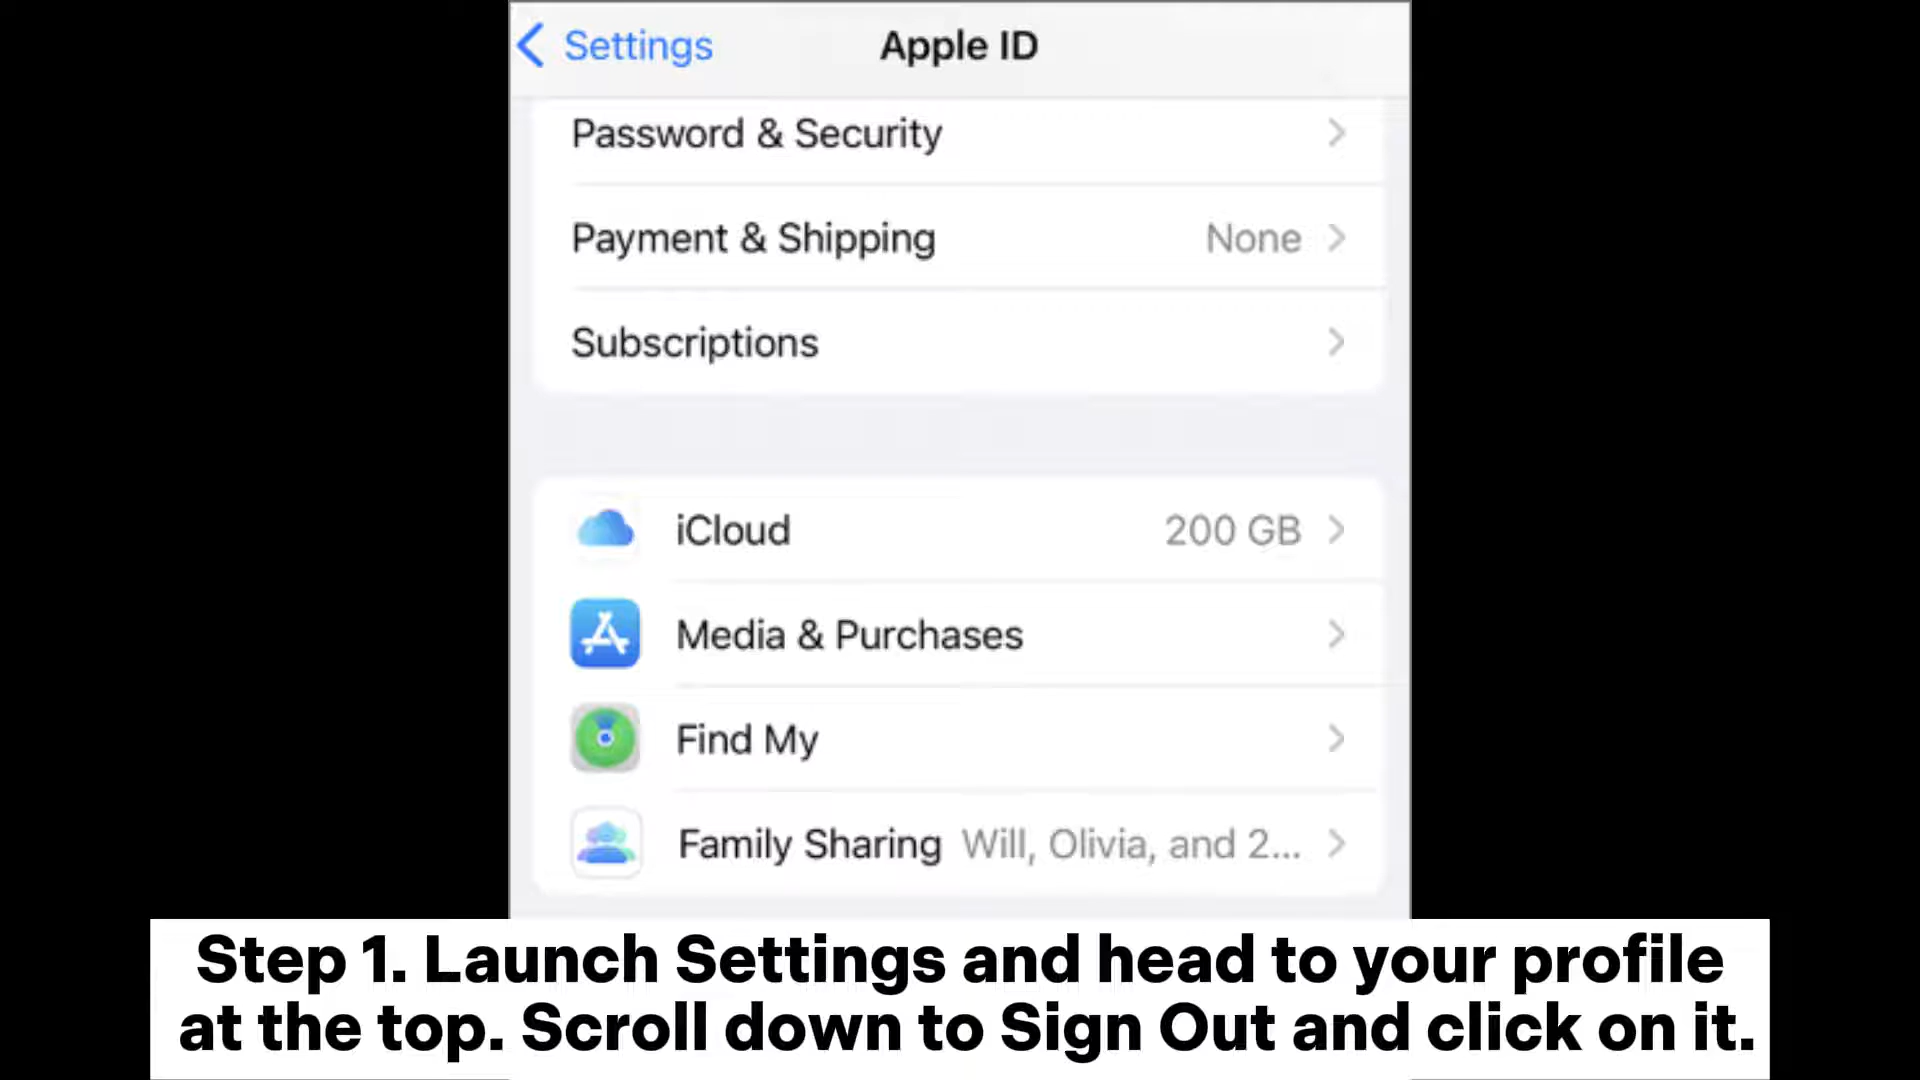 Settings
Apple ID
Password & Security
Payment & Shipping None
Subscriptions
iCloud 200 GB
Media & Purchases
Find My
Family Sharing Will, Olivia, and 2...
Step 1. Launch Settings and head to your profile
at the top. Scroll down to Sign Out and click on it.